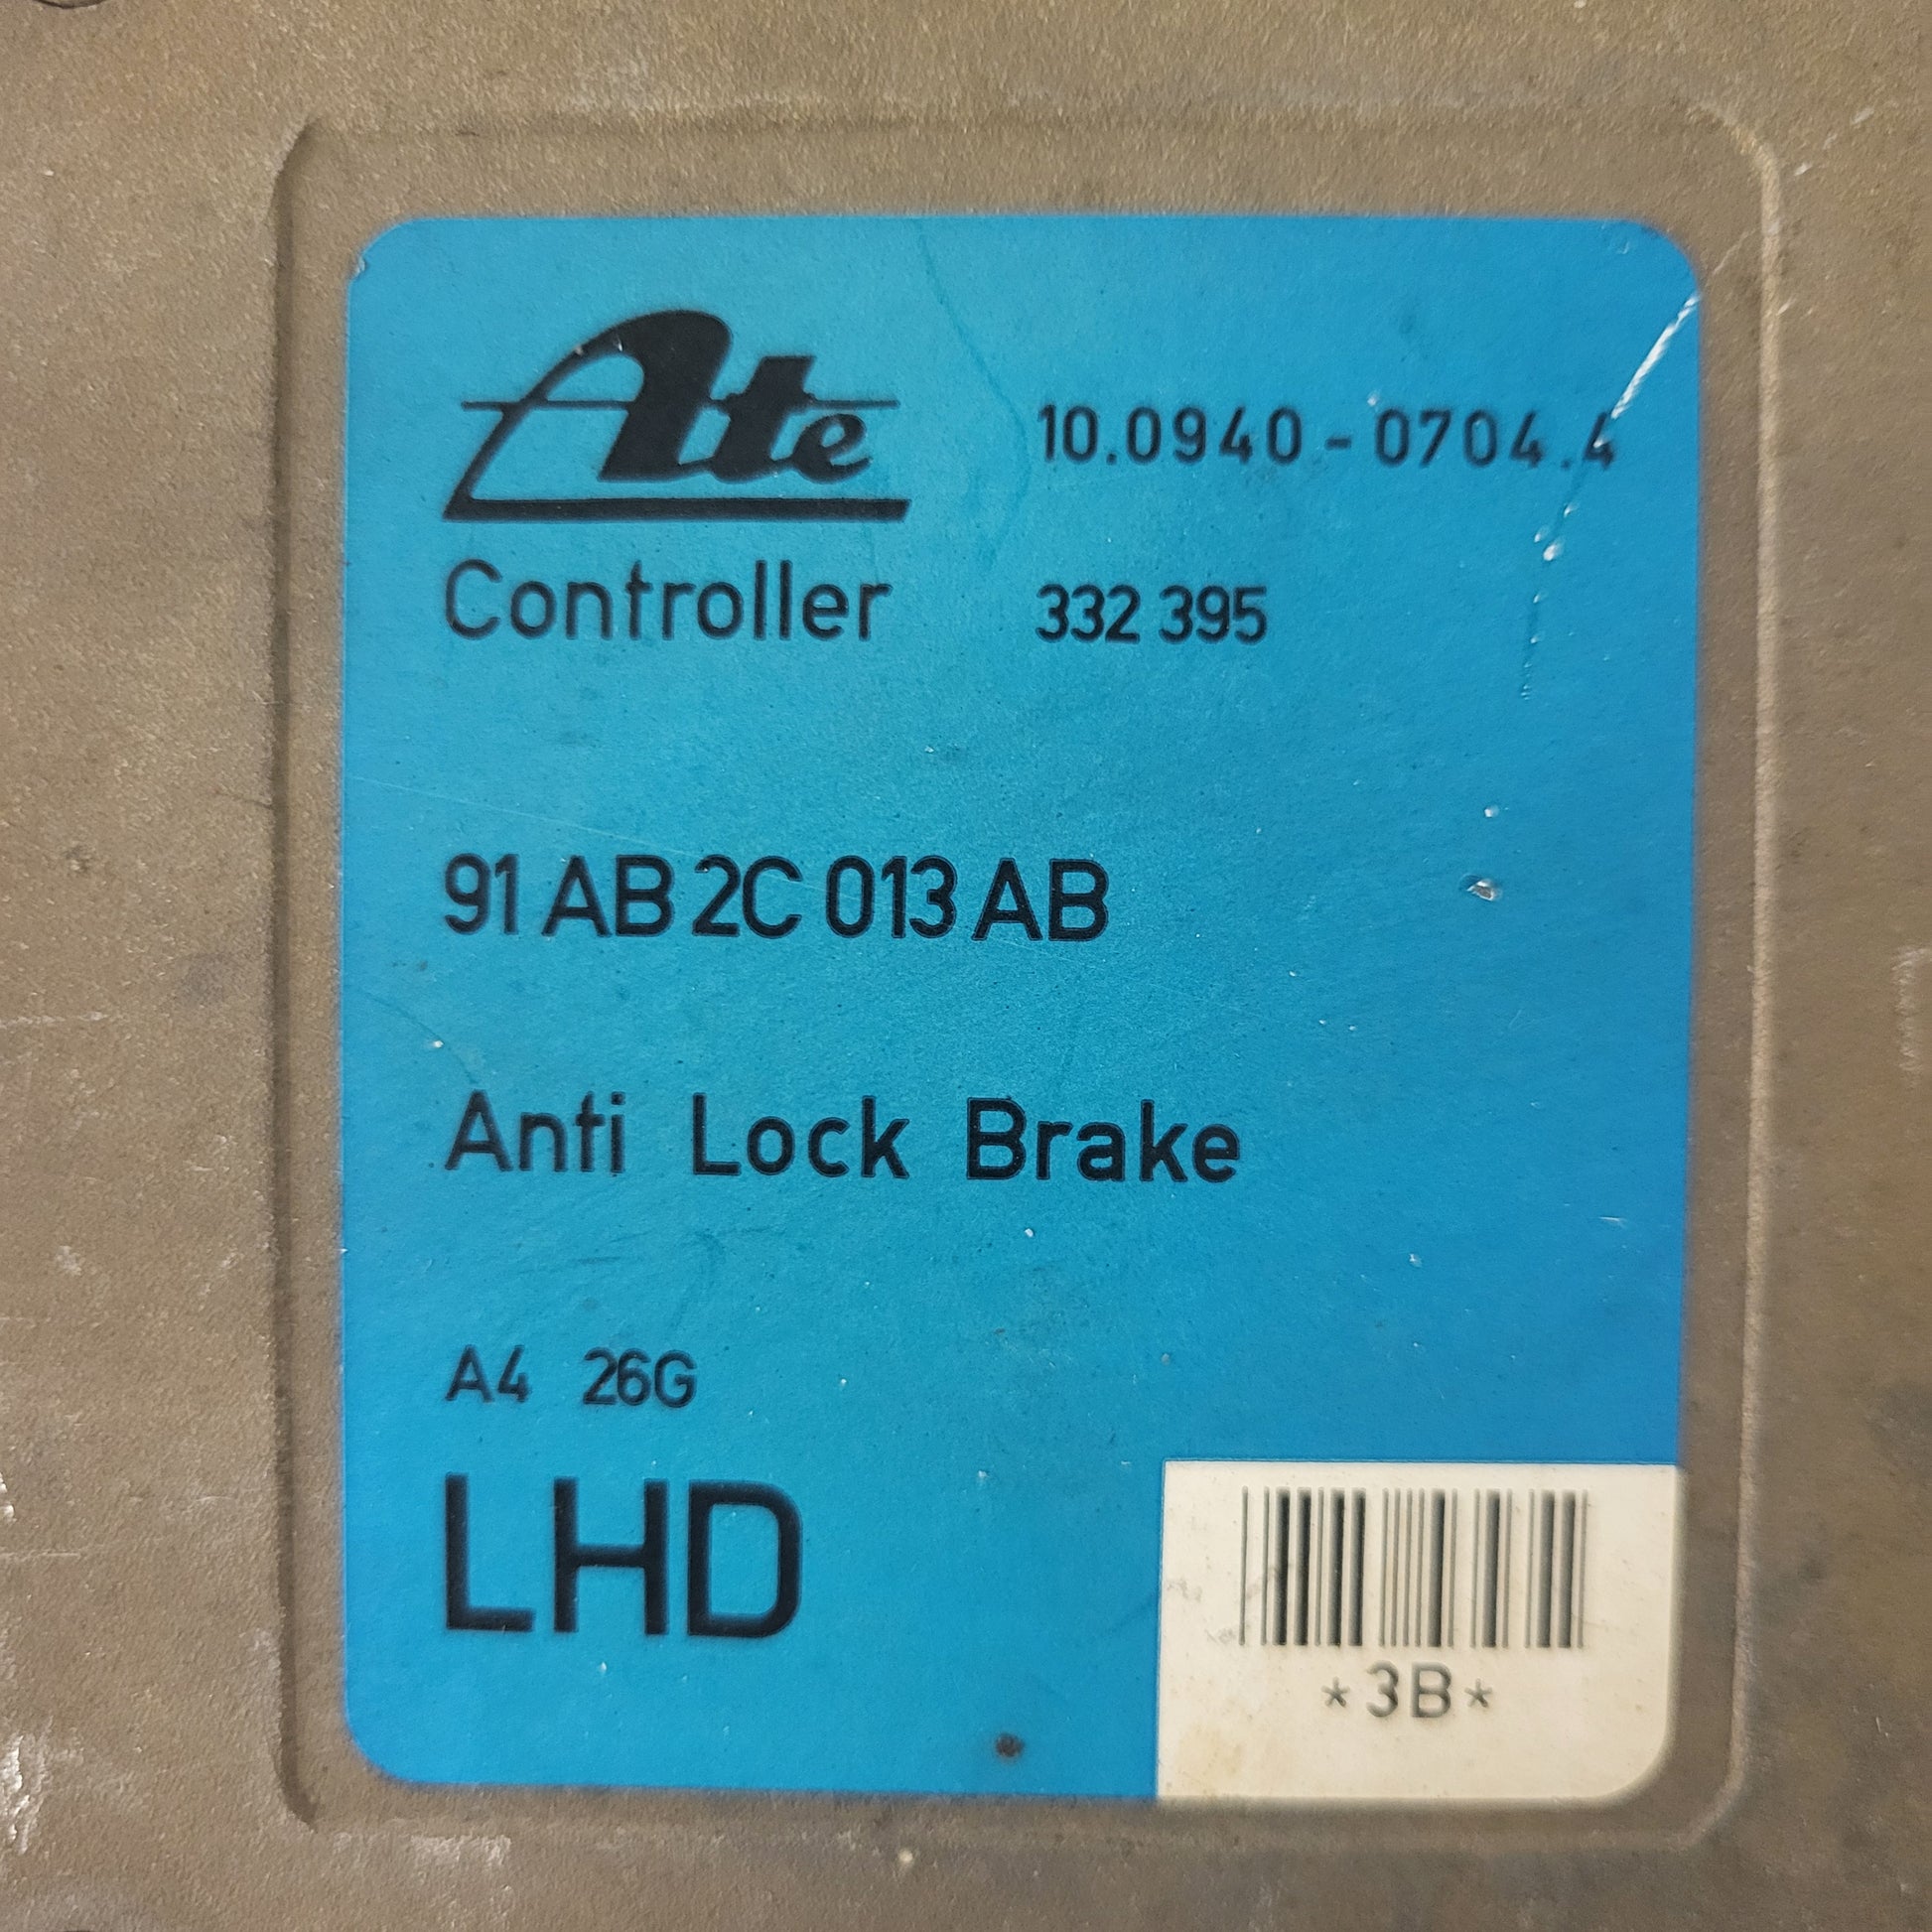 Ate 10.0940-0704.4
Controller 332 395
91 AB 2C 013 AB
Anti Lock Brake
A4 26G
LHD
*3B*